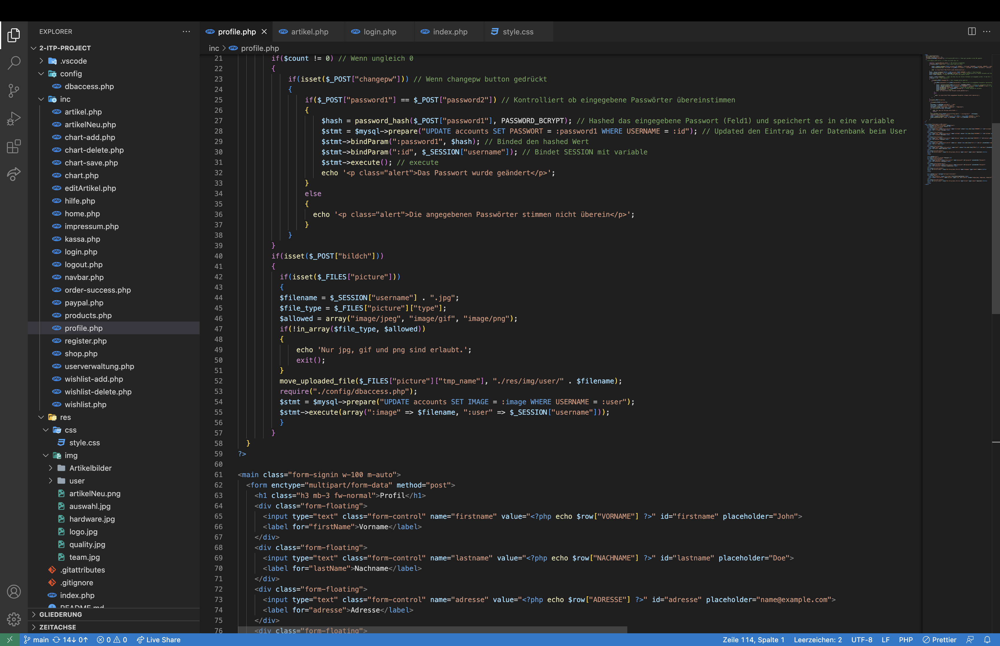 EXPLORER
2-ITP-PROJECT
.vscode
config
dbaccess.php
inc
artikel.php
artikelNeu.php
chart-add.php
chart-delete.php
chart-save.php
chart.php
editArtikel.php
hilfe.php
home.php
impressum.php
kassa.php
login.php
logout.php
navbar.php
order-success.php
paypal.php
products.php
profile.php
register.php
shop.php
userverwaltung.php
wishlist-add.php
wishlist-delete.php
wishlist.php
res
css
style.css
img
Artikelbilder
user
artikelNeu.png
auswahl.jpg
hardware.jpg
logo.jpg
quality.jpg
team.jpg
.gitattributes
.gitignore
index.php
README.md
GLIEDERUNG
ZEITACHSE
profile.php artikel.php login.php index.php style.css
inc > profile.php
21 if($count != 0) // Wenn ungleich 0
22 {
23 if(isset($_POST["changepw"])) // Wenn changepw button gedrückt
24 {
25 if($_POST["password1"] == $_POST["password2"]) // Kontrolliert ob eingegebene Passwörter übereinstimmen
26 {
27 $hash = password_hash($_POST["password1"], PASSWORD_BCRYPT); // Hashed das eingegebene Passwort (Feld1) und speichert es in eine variable
28 $stmt = $mysql->prepare("UPDATE accounts SET PASSWORT = :password1 WHERE USERNAME = :id"); // Updated den Eintrag in der Datenbank beim User
29 $stmt->bindParam(":password1", $hash); // Binded den hashed Wert
30 $stmt->bindParam(":id", $_SESSION["username"]); // Bindet SESSION mit variable
31 $stmt->execute(); // execute
32 echo '<p class="alert">Das Passwort wurde geändert</p>';
33 }
34 else
35 {
36 echo '<p class="alert">Die angegebenen Passwörter stimmen nicht überein</p>';
37 }
38 }
39 }
40 if(isset($_POST["bildch"]))
41 {
42 if(isset($_FILES["picture"]))
43 {
44 $filename = $_SESSION["username"] . ".jpg";
45 $file_type = $_FILES["picture"]["type"];
46 $allowed = array("image/jpeg", "image/gif", "image/png");
47 if(!in_array($file_type, $allowed))
48 {
49 echo 'Nur jpg, gif und png sind erlaubt.';
50 exit();
51 }
52 move_uploaded_file($_FILES["picture"]["tmp_name"], "./res/img/user/" . $filename);
53 require("./config/dbaccess.php");
54 $stmt = $mysql->prepare("UPDATE accounts SET IMAGE = :image WHERE USERNAME = :user");
55 $stmt->execute(array(":image" => $filename, ":user" => $_SESSION["username"]));
56 }
57 }
58 }
59 ?>
60
61 <main class="form-signin w-100 m-auto">
62 <form enctype="multipart/form-data" method="post">
63 <h1 class="h3 mb-3 fw-normal">Profil</h1>
64 <div class="form-floating">
65 <input type="text" class="form-control" name="firstname" value="<?php echo $row["VORNAME"] ?>" id="firstname" placeholder="John">
66 <label for="firstName">Vorname</label>
67 </div>
68 <div class="form-floating">
69 <input type="text" class="form-control" name="lastname" value="<?php echo $row["NACHNAME"] ?>" id="lastname" placeholder="Doe">
70 <label for="lastName">Nachname</label>
71 </div>
72 <div class="form-floating">
73 <input type="text" class="form-control" name="adresse" value="<?php echo $row["ADRESSE"] ?>" id="adresse" placeholder="name@example.com">
74 <label for="adresse">Adresse</label>
75 </div>
76 <div class="form-floating">
main 14↓ 0↑ 0 0 Live Share Zeile 114, Spalte 1 Leerzeichen: 2 UTF-8 LF PHP Prettier